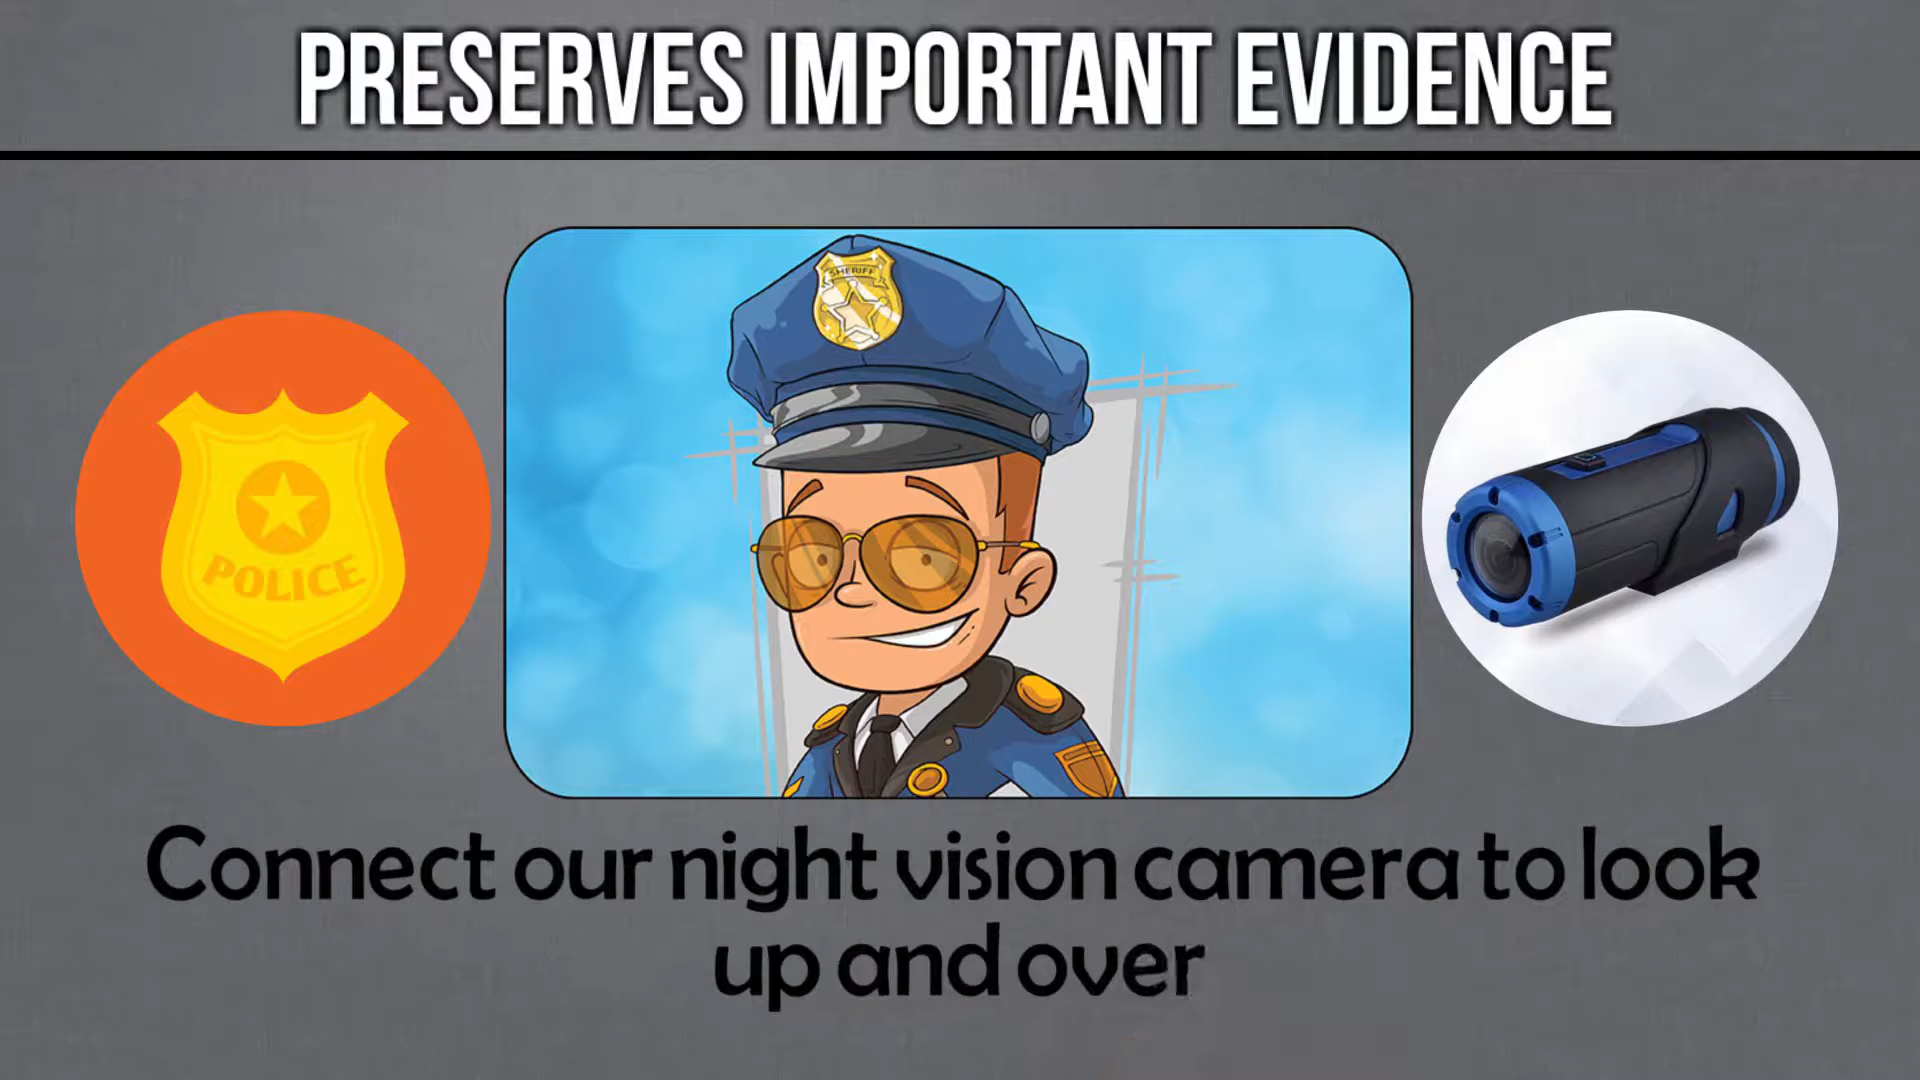 PRESERVES IMPORTANT EVIDENCE
SHERIFF
POLICE
Connect our night vision camera to look
up and over